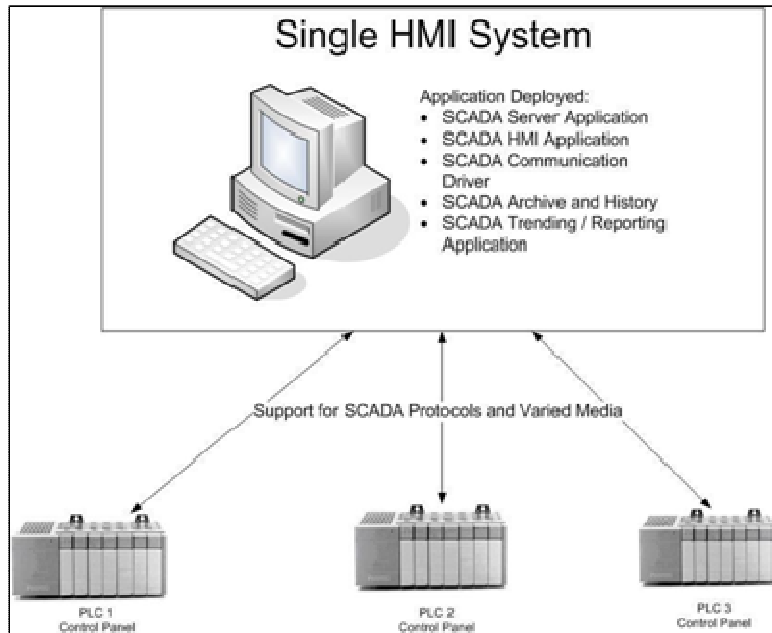 Single HMI System
Application Deployed:
• SCADA Server Application
• SCADA HMI Application
• SCADA Communication
Driver
• SCADA Archive and History
• SCADA Trending / Reporting
Application
Support for SCADA Protocols and Varied Media
PLC 1
Control Panel
PLC 2
Control Panel
PLC 3
Control Panel